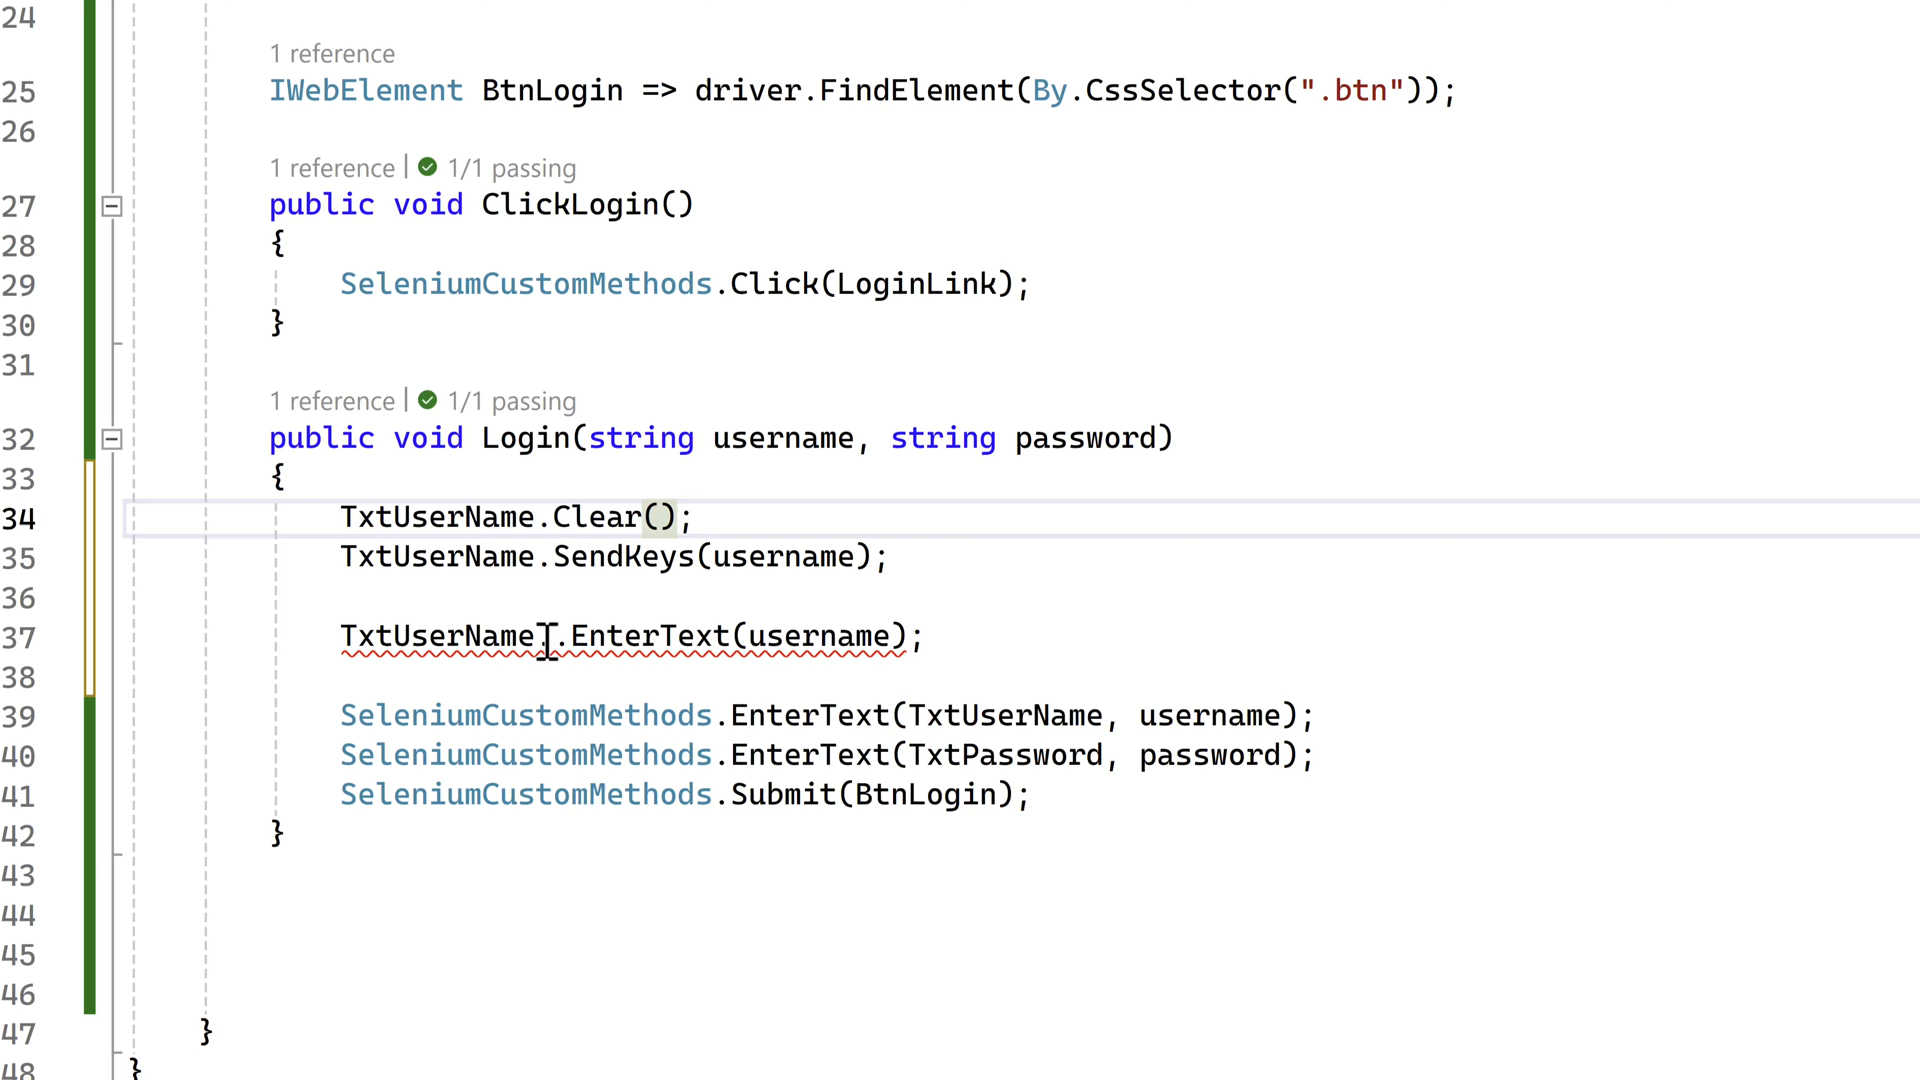 24
1 reference
25 IWebElement BtnLogin => driver.FindElement(By.CssSelector(".btn"));
26
1 reference | 1/1 passing
27 public void ClickLogin()
28 {
29 SeleniumCustomMethods.Click(LoginLink);
30 }
31
1 reference | 1/1 passing
32 public void Login(string username, string password)
33 {
34 TxtUserName.Clear();
35 TxtUserName.SendKeys(username);
36
37 TxtUserName.EnterText(username);
38
39 SeleniumCustomMethods.EnterText(TxtUserName, username);
40 SeleniumCustomMethods.EnterText(TxtPassword, password);
41 SeleniumCustomMethods.Submit(BtnLogin);
42 }
43
44
45
46
47 }
48 }